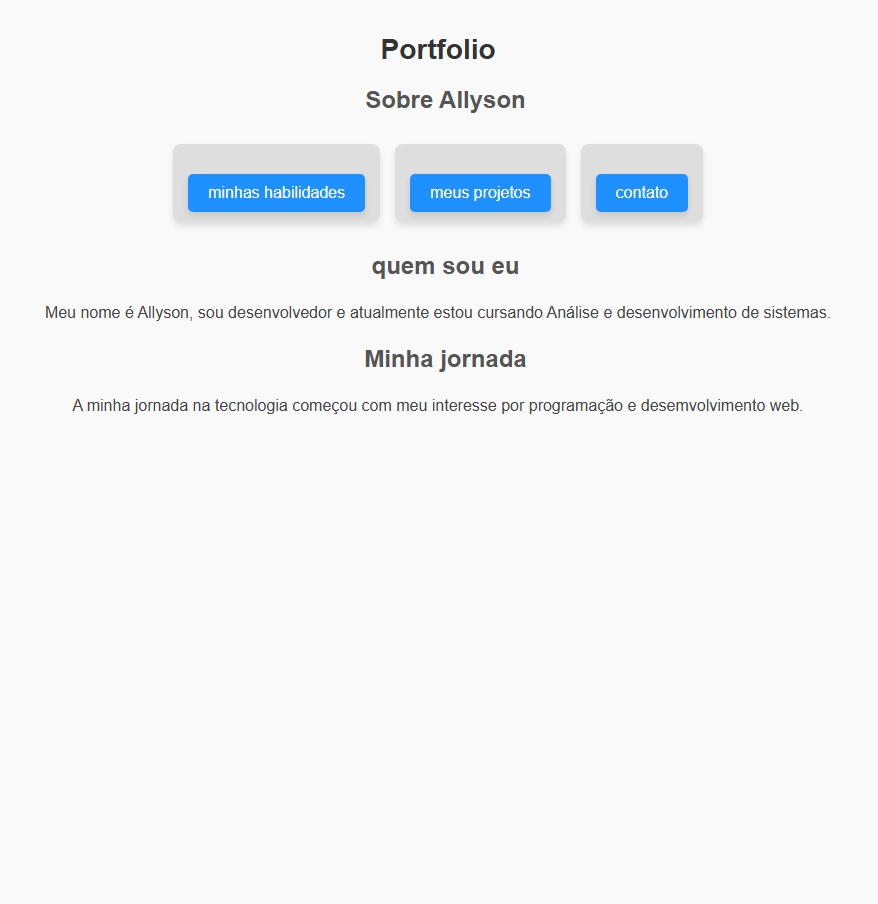 Portfolio
Sobre Allyson
minhas habilidades
meus projetos
contato
quem sou eu
Meu nome é Allyson, sou desenvolvedor e atualmente estou cursando Análise e desenvolvimento de sistemas.
Minha jornada
A minha jornada na tecnologia começou com meu interesse por programação e desemvolvimento web.